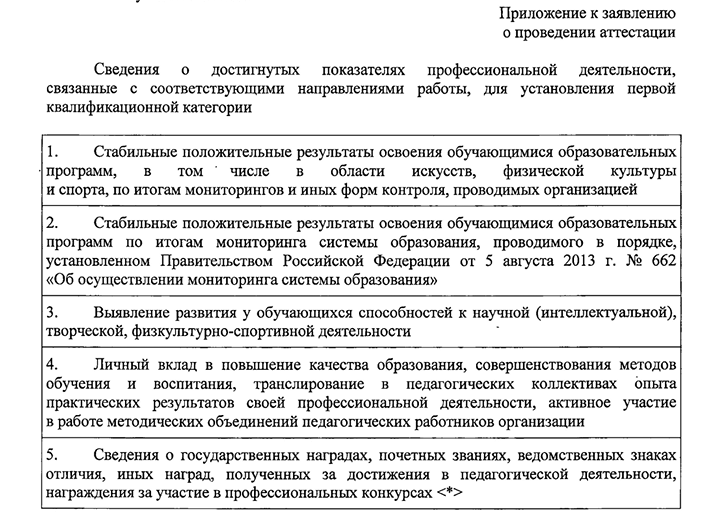 Приложение к заявлению
о проведении аттестации
Сведения о достигнутых показателях профессиональной деятельности,
связанные с соответствующими направлениями работы, для установления первой
квалификационной категории
1. Стабильные положительные результаты освоения обучающимися образовательных
программ, в том числе в области искусств, физической культуры
и спорта, по итогам мониторингов и иных форм контроля, проводимых организацией
2. Стабильные положительные результаты освоения обучающимися образовательных
программ по итогам мониторинга системы образования, проводимого в порядке,
установленном Правительством Российской Федерации от 5 августа 2013 г. № 662
«Об осуществлении мониторинга системы образования»
3. Выявление развития у обучающихся способностей к научной (интеллектуальной),
творческой, физкультурно-спортивной деятельности
4. Личный вклад в повышение качества образования, совершенствования методов
обучения и воспитания, транслирование в педагогических коллективах опыта
практических результатов своей профессиональной деятельности, активное участие
в работе методических объединений педагогических работников организации
5. Сведения о государственных наградах, почетных званиях, ведомственных знаках
отличия, иных наград, полученных за достижения в педагогической деятельности,
награждения за участие в профессиональных конкурсах <*>